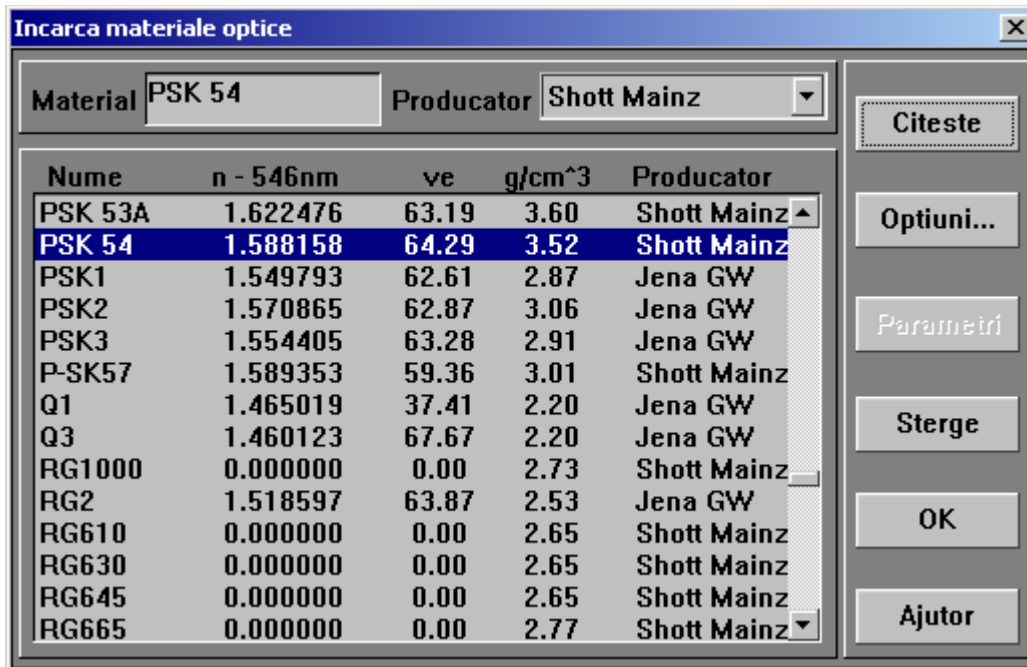 Incarca materiale optice
Material PSK 54 Producator Shott Mainz
Citeste
Nume n - 546nm ve g/cm^3 Producator
PSK 53A 1.622476 63.19 3.60 Shott Mainz
PSK 54 1.588158 64.29 3.52 Shott Mainz
PSK1 1.549793 62.61 2.87 Jena GW
PSK2 1.570865 62.87 3.06 Jena GW
PSK3 1.554405 63.28 2.91 Jena GW
P-SK57 1.589353 59.36 3.01 Shott Mainz
Q1 1.465019 37.41 2.20 Jena GW
Q3 1.460123 67.67 2.20 Jena GW
RG1000 0.000000 0.00 2.73 Shott Mainz
RG2 1.518597 63.87 2.53 Jena GW
RG610 0.000000 0.00 2.65 Shott Mainz
RG630 0.000000 0.00 2.65 Shott Mainz
RG645 0.000000 0.00 2.65 Shott Mainz
RG665 0.000000 0.00 2.77 Shott Mainz
Optiuni...
Parametri
Sterge
OK
Ajutor